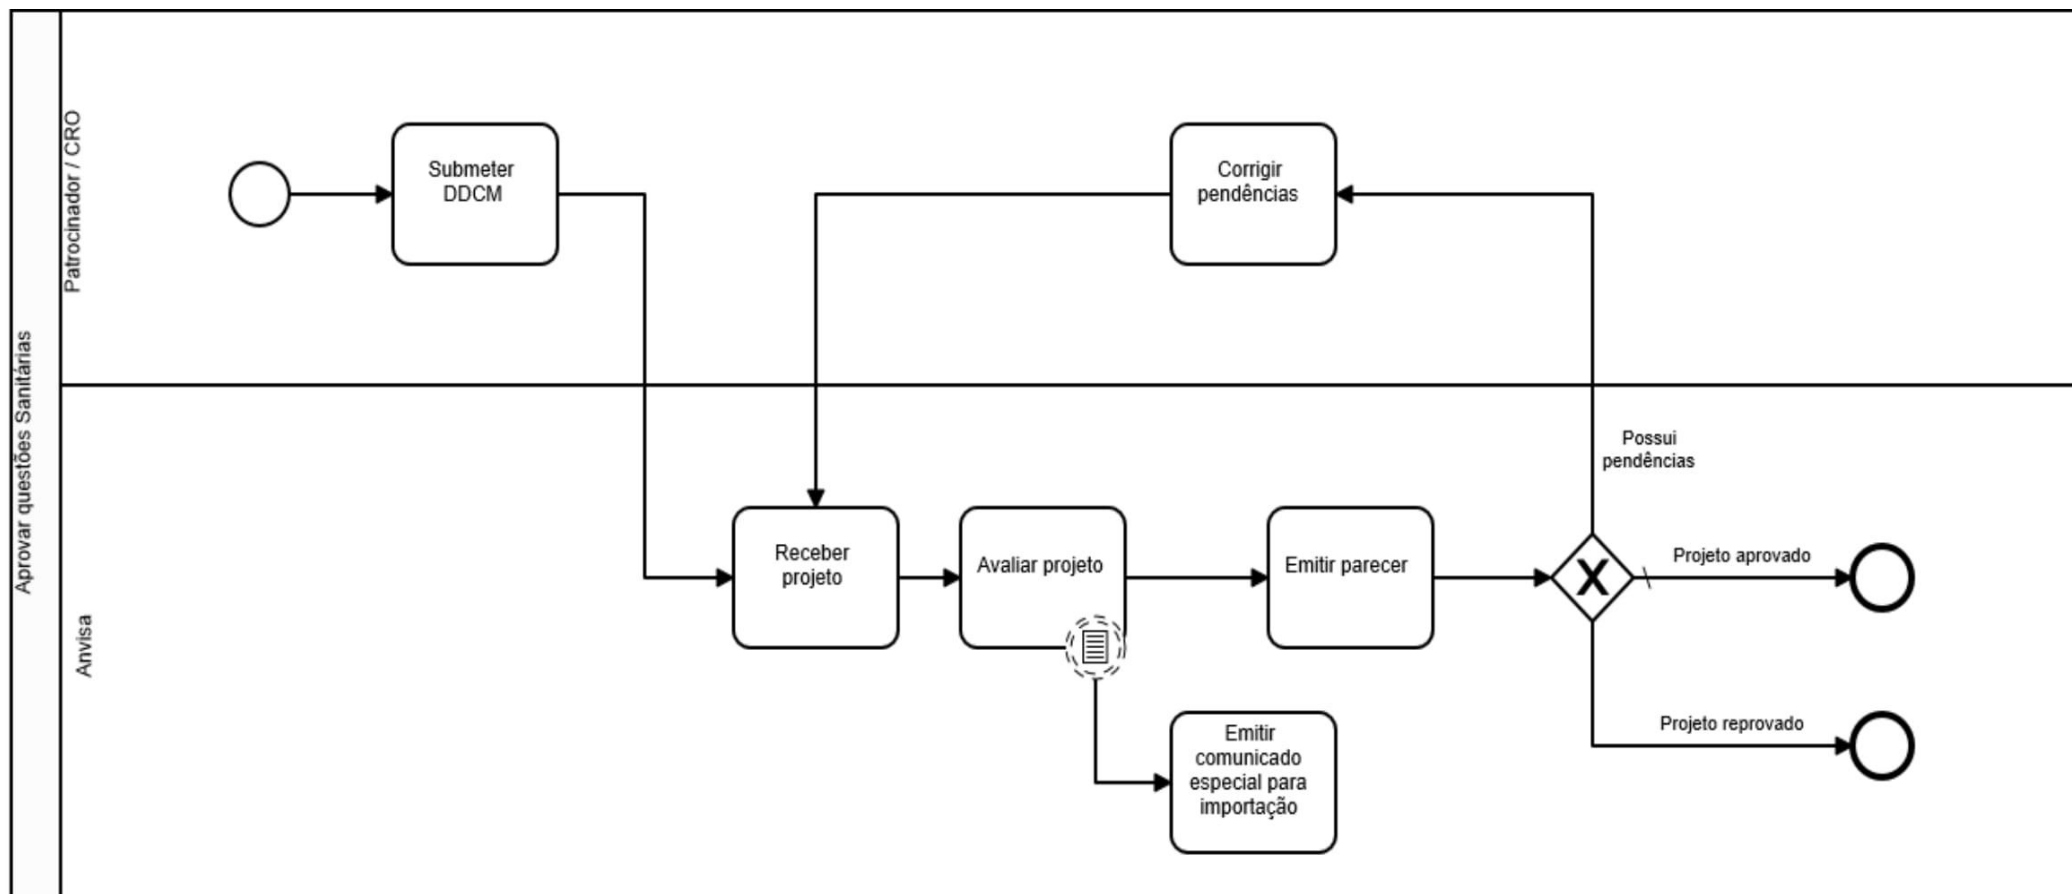 Aprovar questões Sanitárias
Patrocinador / CRO
Submeter
DDCM
Corrigir
pendências
Anvisa
Possui
pendências
Receber
projeto
Avaliar projeto
Emitir parecer
X
Projeto aprovado
Projeto reprovado
Emitir
comunicado
especial para
importação